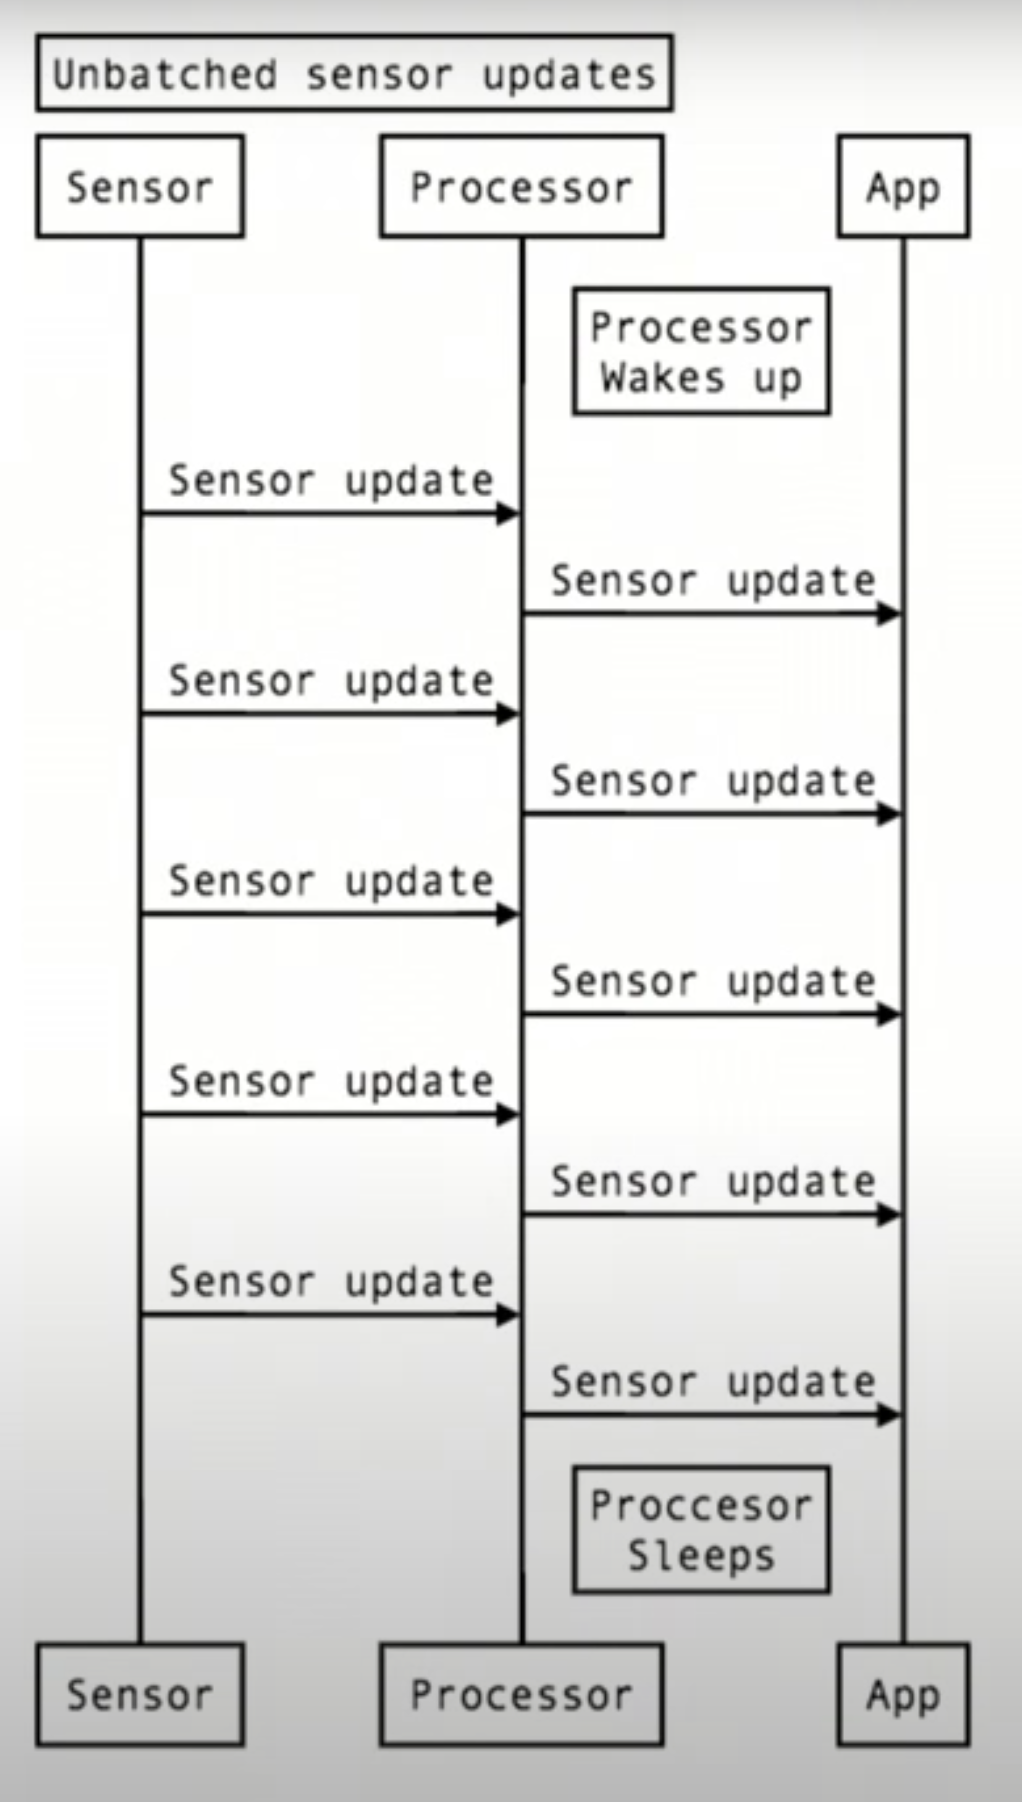 Unbatched sensor updates
Sensor
Processor
App
Processor
Wakes up
Sensor update
Sensor update
Sensor update
Sensor update
Sensor update
Sensor update
Sensor update
Sensor update
Sensor update
Sensor update
Proccesor
Sleeps
Sensor
Processor
App